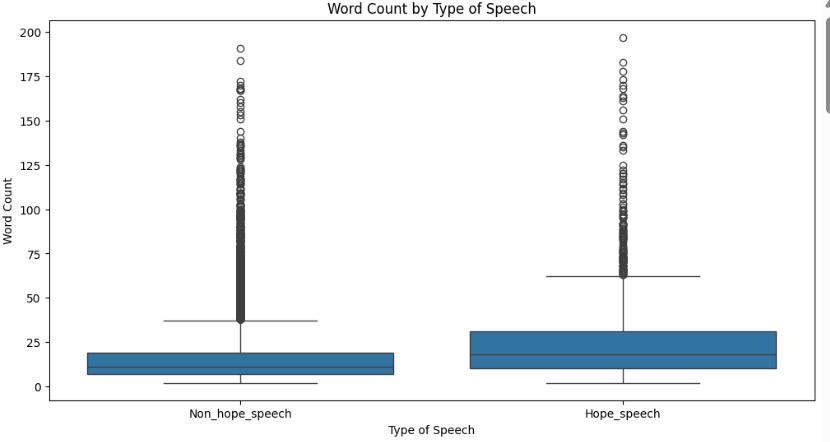 Word Count by Type of Speech
200
175
150
125
100
75
50
25
0
Word Count
Non_hope_speech
Hope_speech
Type of Speech